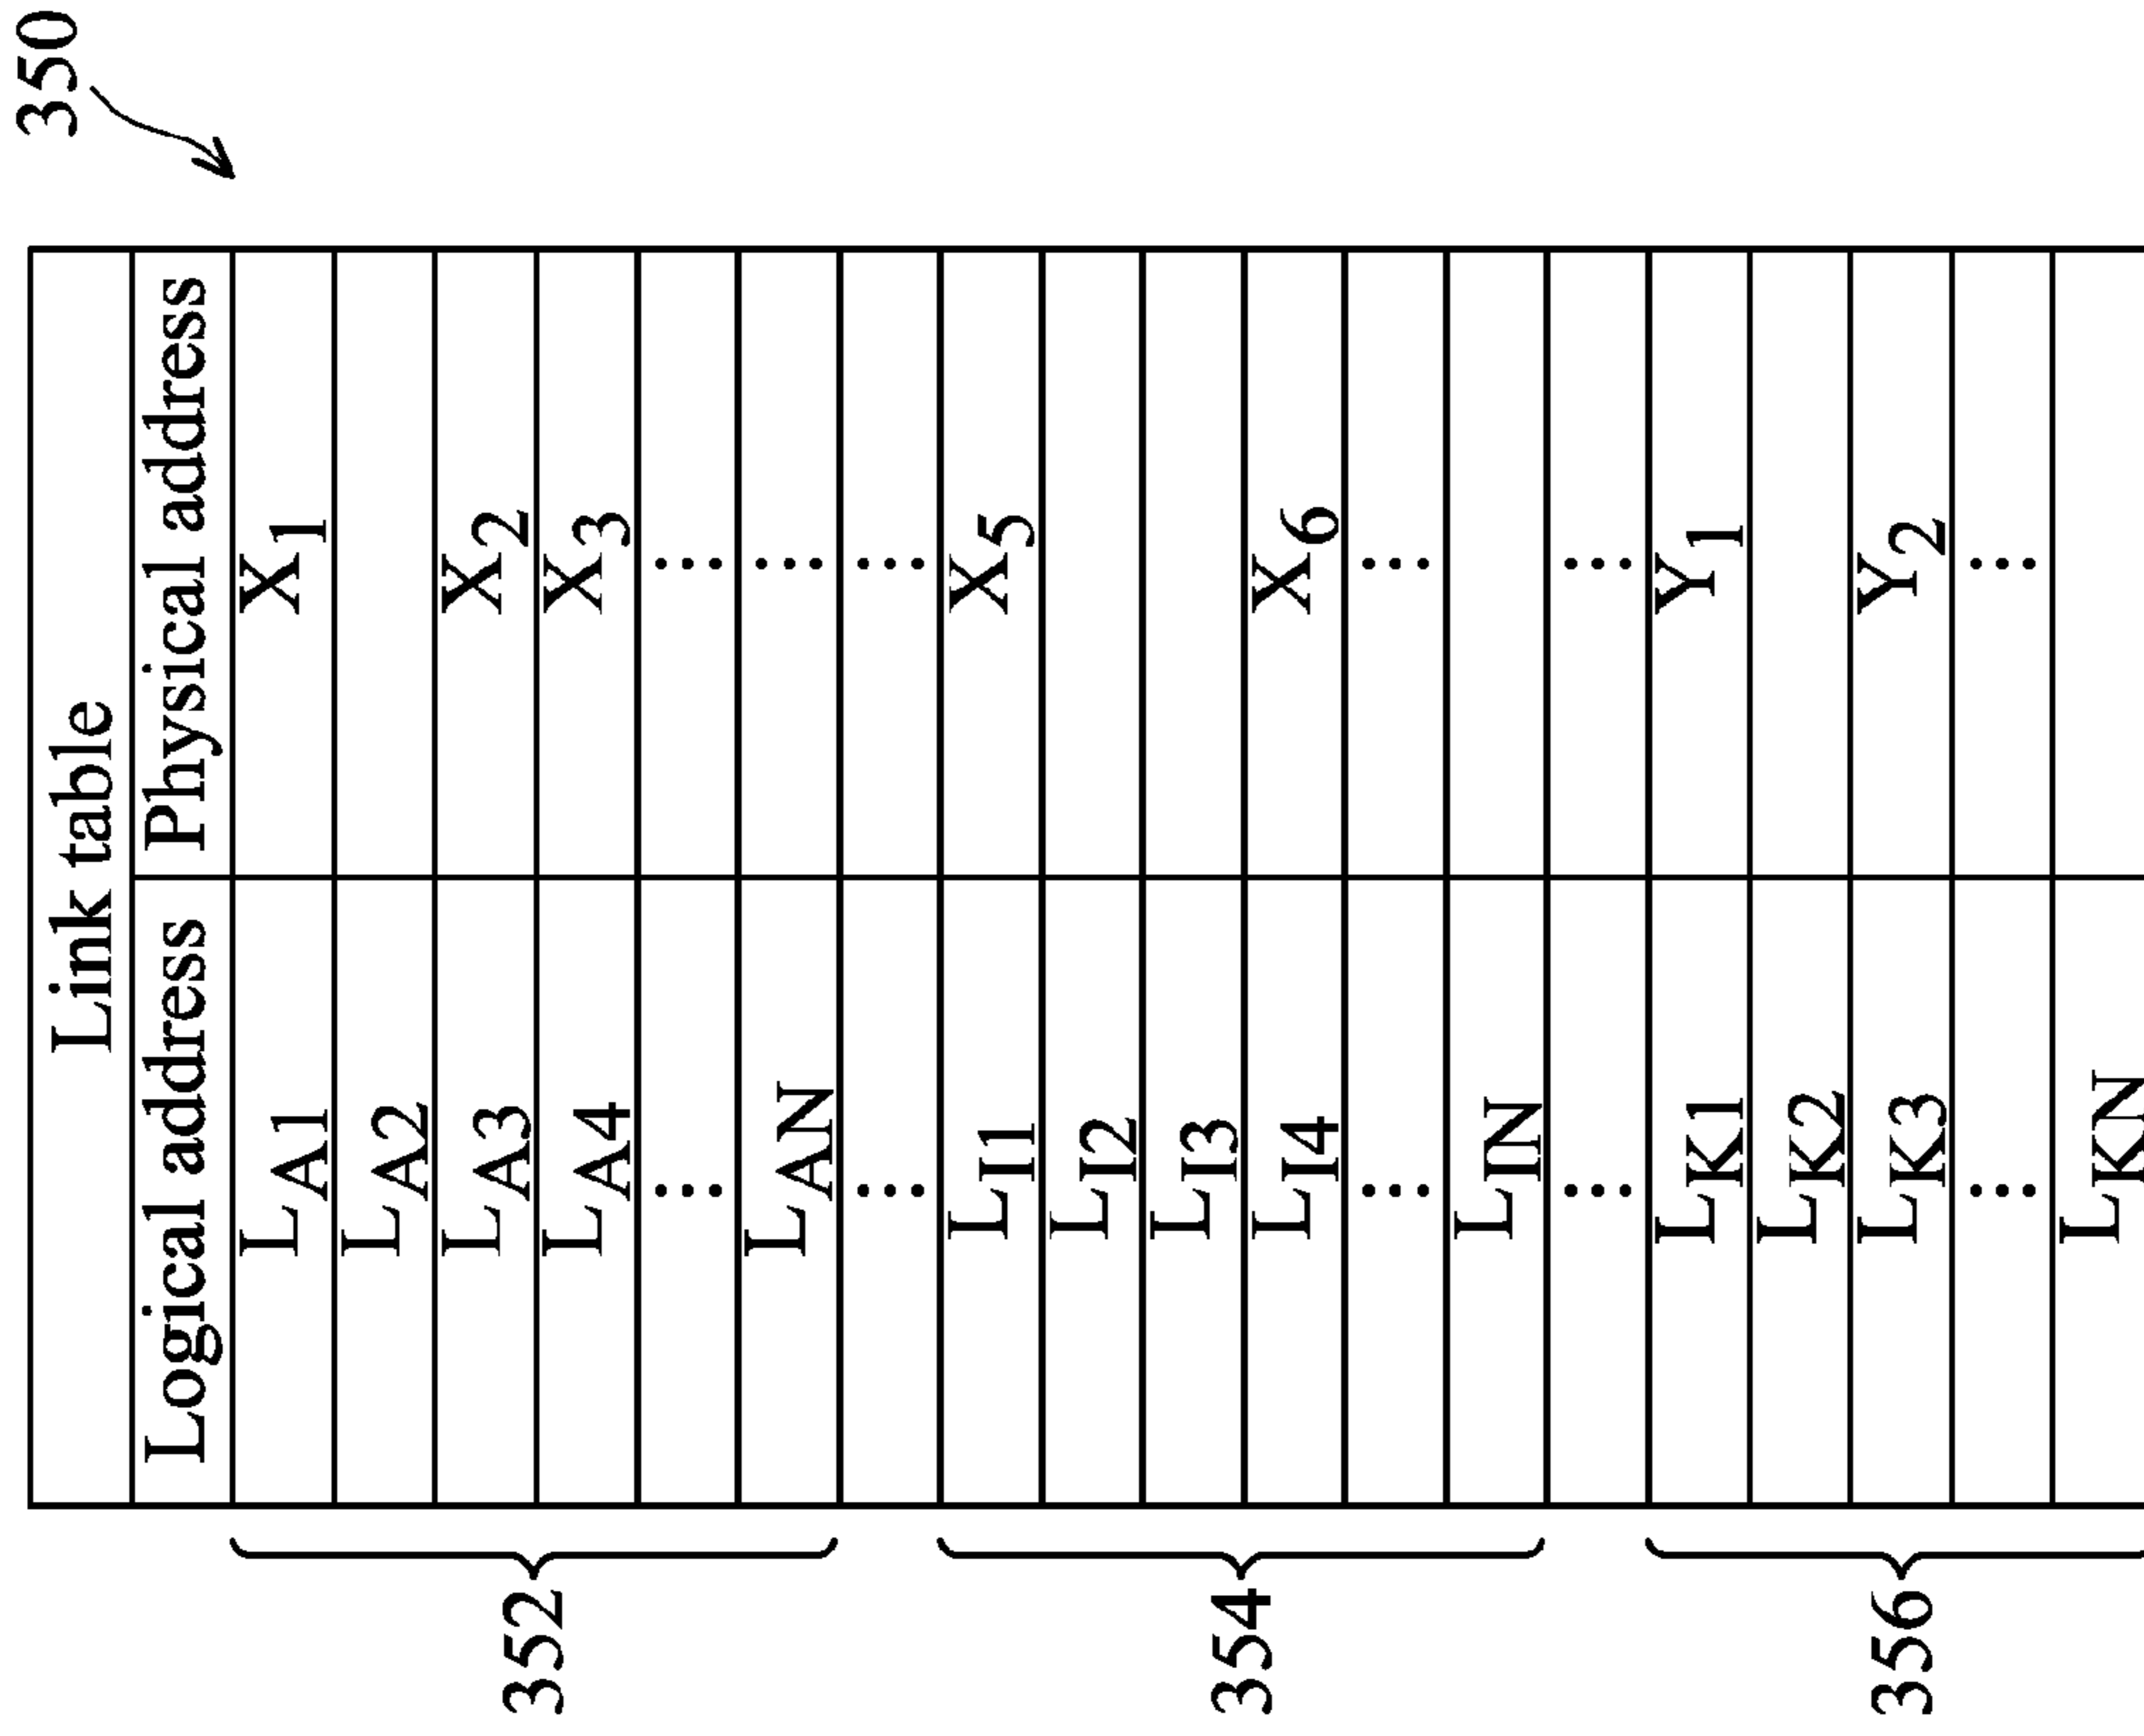 350
Link table
Logical address Physical address
352
LA1 X1
LA2
LA3 X2
LA4 X3
... ...
LAN ...
... ...
354
LI1 X5
LI2
LI3
LI4 X6
... ...
LIN
... ...
356
LK1 Y1
LK2
LK3 Y2
... ...
LKN